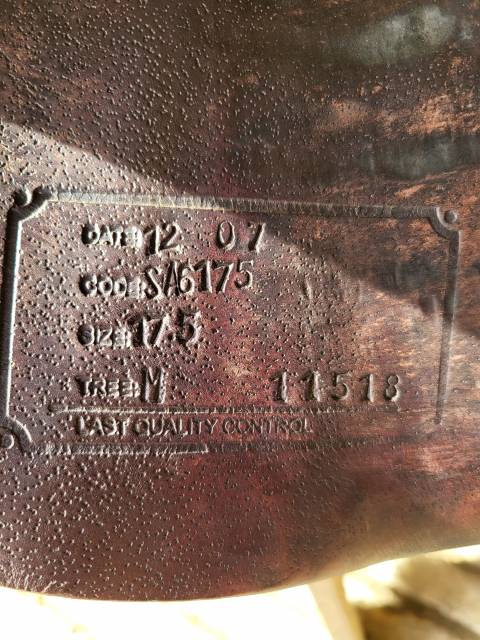 DATE: 12 07
CODE: SA6175
SIZE: 17.5
TREE: M 11518
LAST QUALITY CONTROL